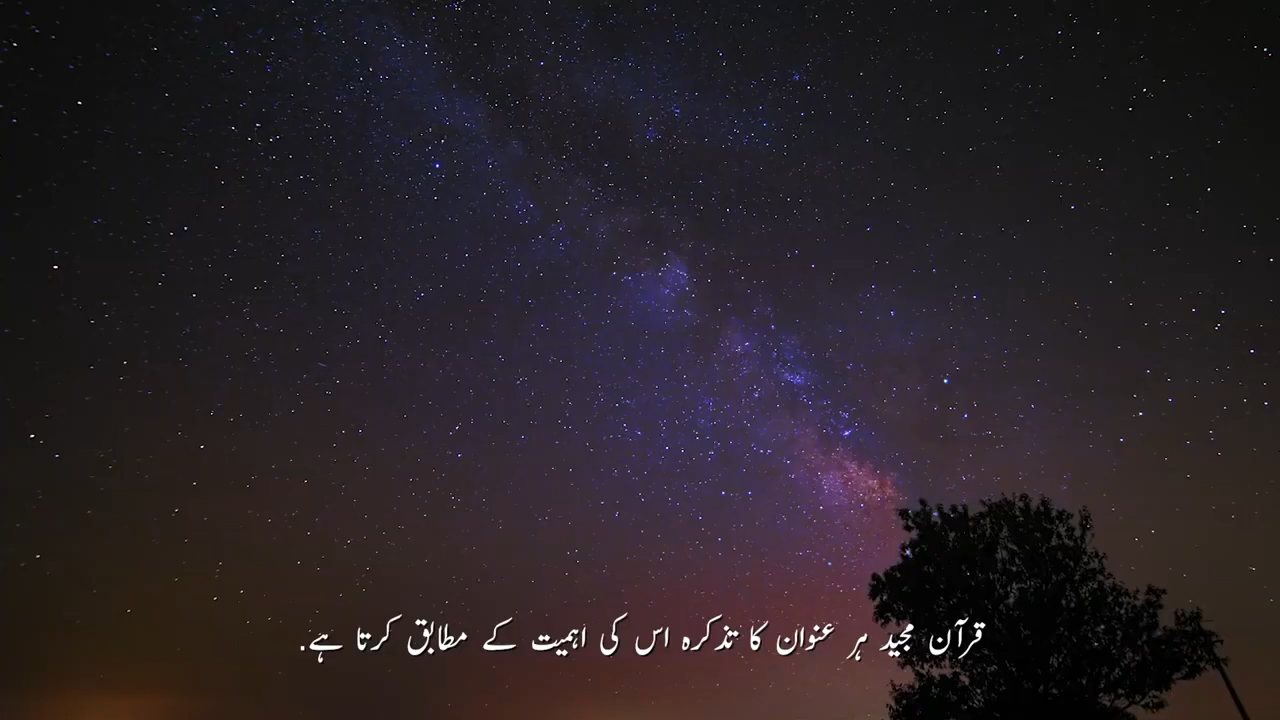 قرآن مجید ہر عنوان کا تذکرہ اس کی اہمیت کے مطابق کرتا ہے.